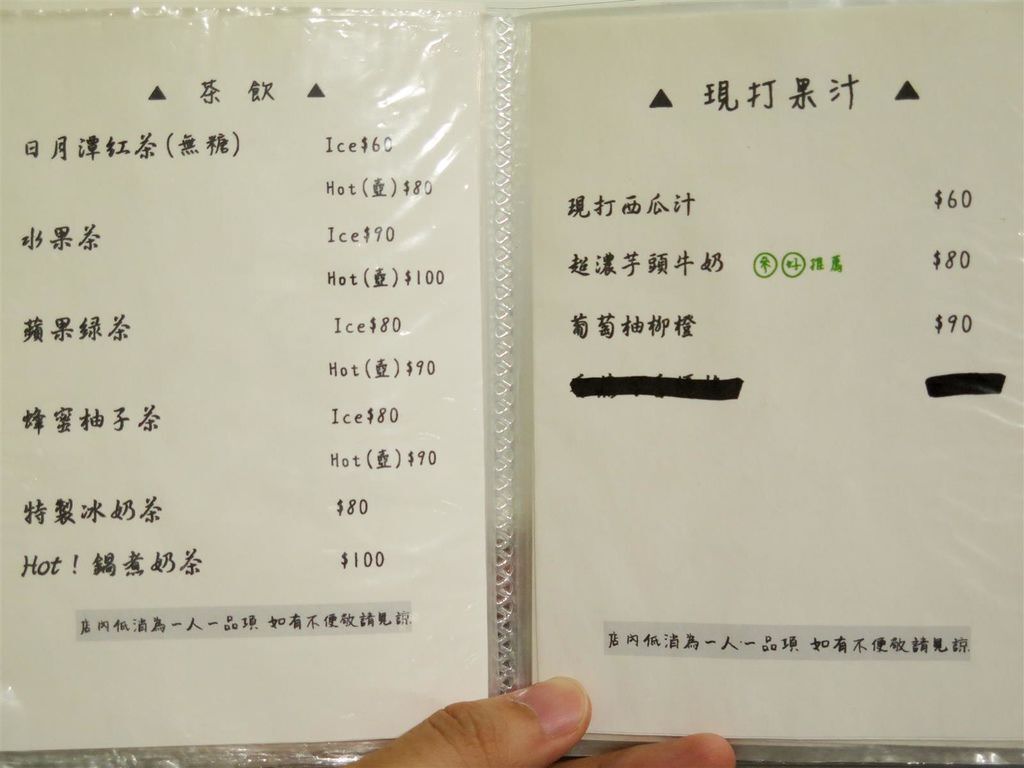 ▲ 茶飲 ▲
日月潭紅茶(無糖) Ice$60
Hot(壺)$80
水果茶 Ice$90
Hot(壺)$100
蘋果綠茶 Ice$80
Hot(壺)$90
蜂蜜柚子茶 Ice$80
Hot(壺)$90
特製冰奶茶 $80
Hot！鍋煮奶茶 $100
店內低消為一人一品項 如有不便敬請見諒
▲ 現打果汁 ▲
現打西瓜汁 $60
超濃芋頭牛奶 推薦 $80
葡萄柚柳橙 $90
店內低消為一人一品項 如有不便敬請見諒